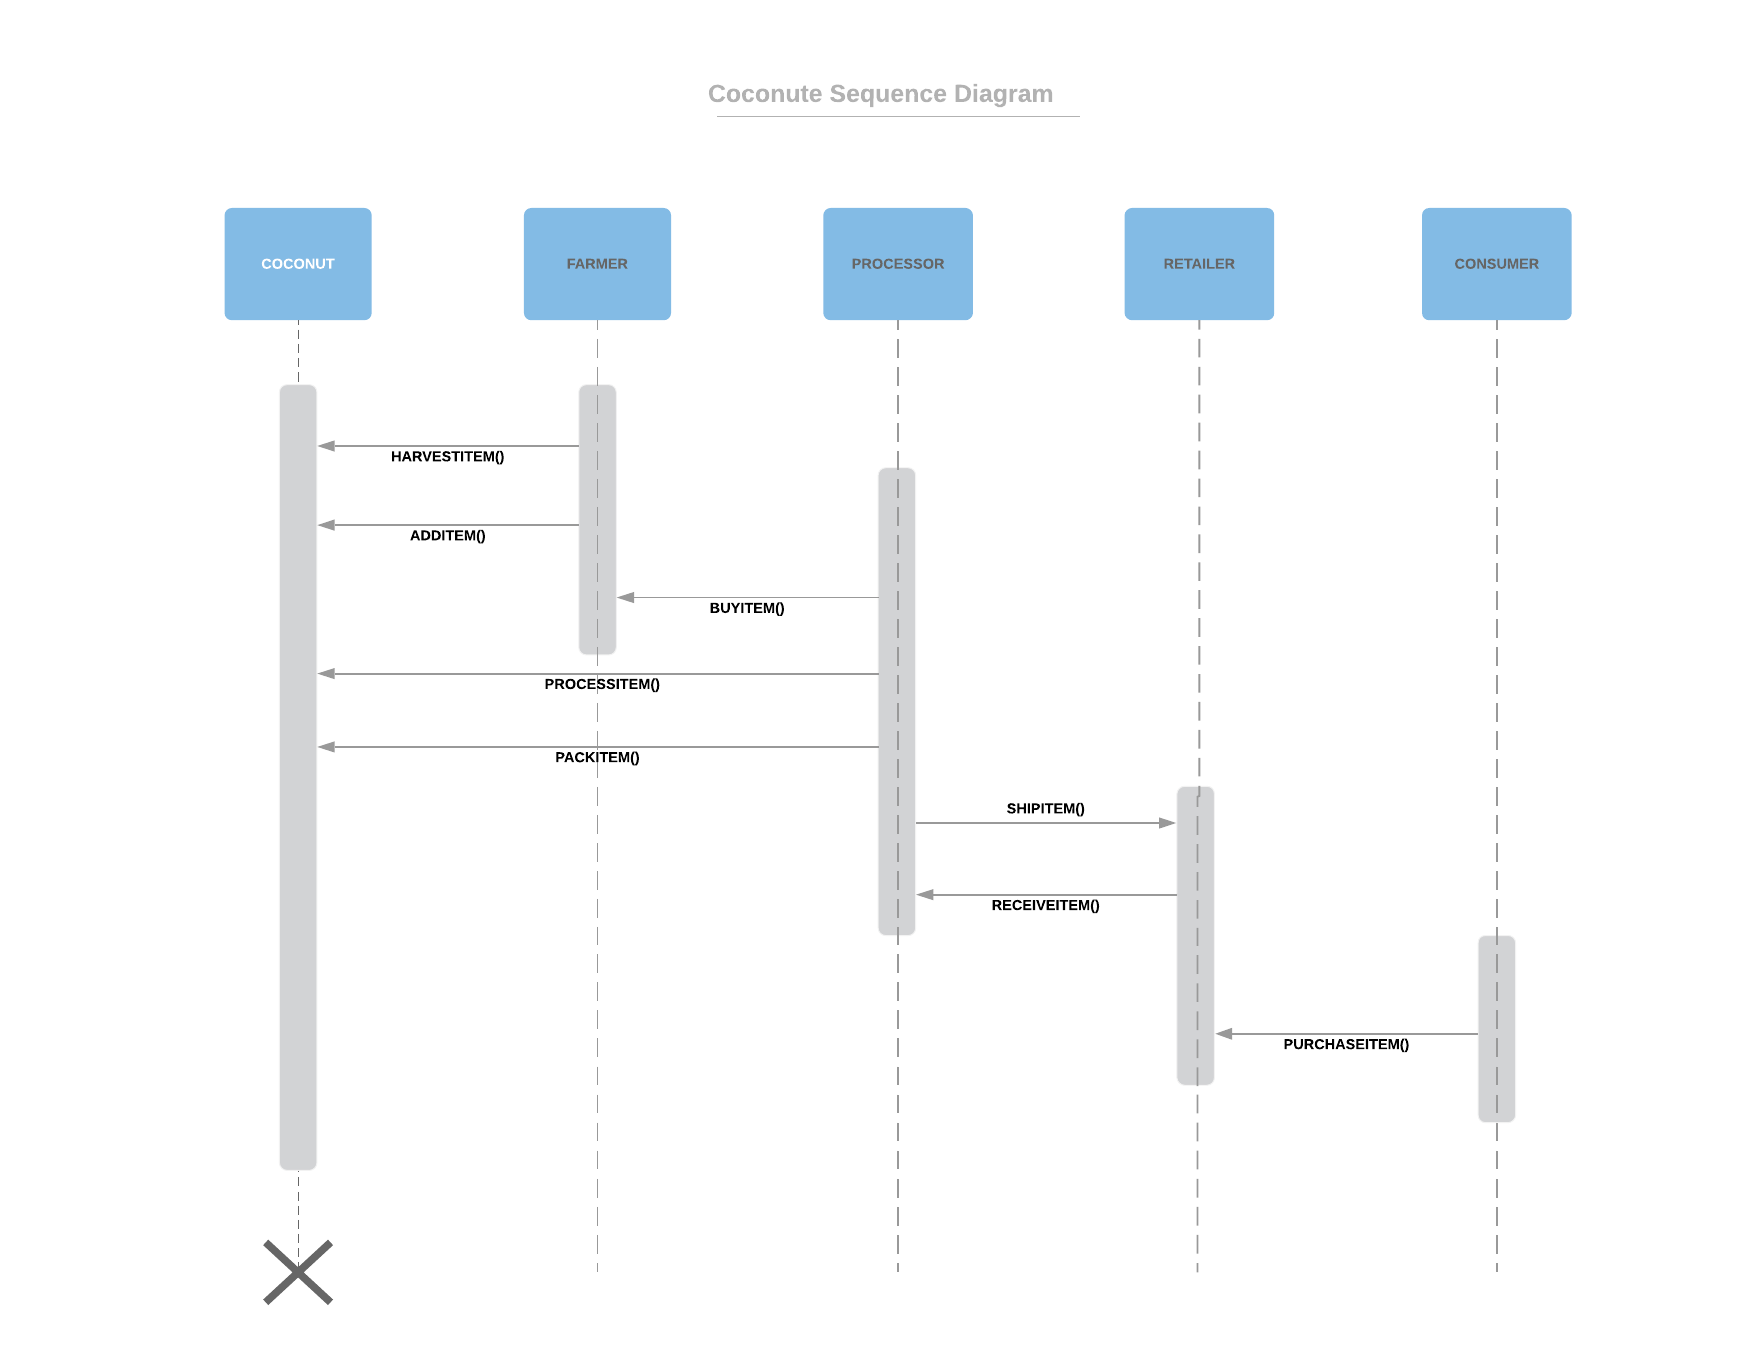 Coconute Sequence Diagram
COCONUT
FARMER
PROCESSOR
RETAILER
CONSUMER
HARVESTITEM()
ADDITEM()
BUYITEM()
PROCESSITEM()
PACKITEM()
SHIPITEM()
RECEIVEITEM()
PURCHASEITEM()